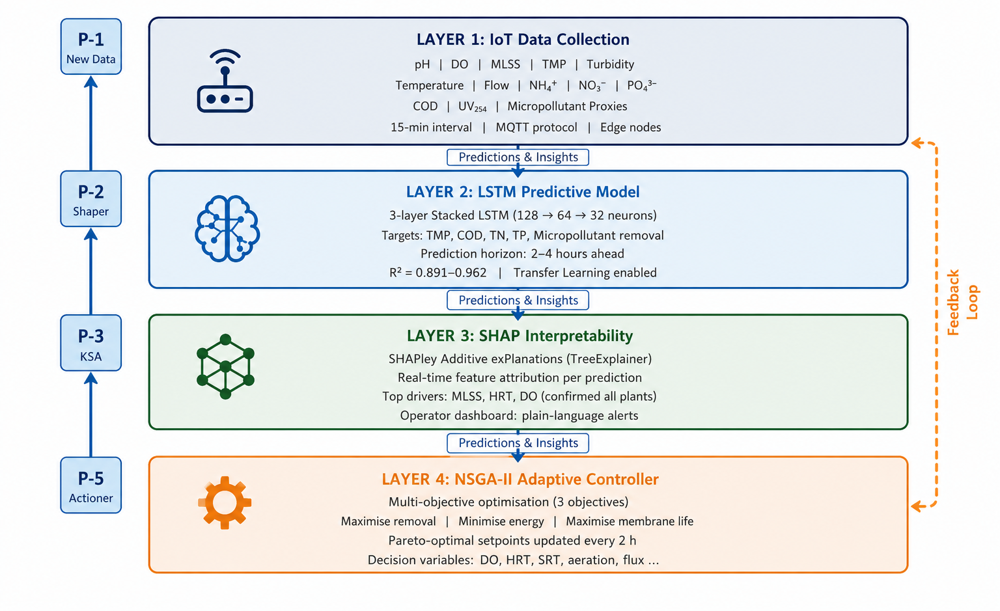 P-1
New Data
LAYER 1: IoT Data Collection
pH | DO | MLSS | TMP | Turbidity
Temperature | Flow | NH₄⁺ | NO₃⁻ | PO₄³⁻
COD | UV₂₅₄ | Micropollutant Proxies
15-min interval | MQTT protocol | Edge nodes
Predictions & Insights
P-2
Shaper
LAYER 2: LSTM Predictive Model
3-layer Stacked LSTM (128 → 64 → 32 neurons)
Targets: TMP, COD, TN, TP, Micropollutant removal
Prediction horizon: 2–4 hours ahead
R² = 0.891–0.962 | Transfer Learning enabled
Predictions & Insights
P-3
KSA
LAYER 3: SHAP Interpretability
SHAPley Additive exPlanations (TreeExplainer)
Real-time feature attribution per prediction
Top drivers: MLSS, HRT, DO (confirmed all plants)
Operator dashboard: plain-language alerts
Predictions & Insights
P-5
Actioner
LAYER 4: NSGA-II Adaptive Controller
Multi-objective optimisation (3 objectives)
Maximise removal | Minimise energy | Maximise membrane life
Pareto-optimal setpoints updated every 2 h
Decision variables: DO, HRT, SRT, aeration, flux ...
Feedback
Loop